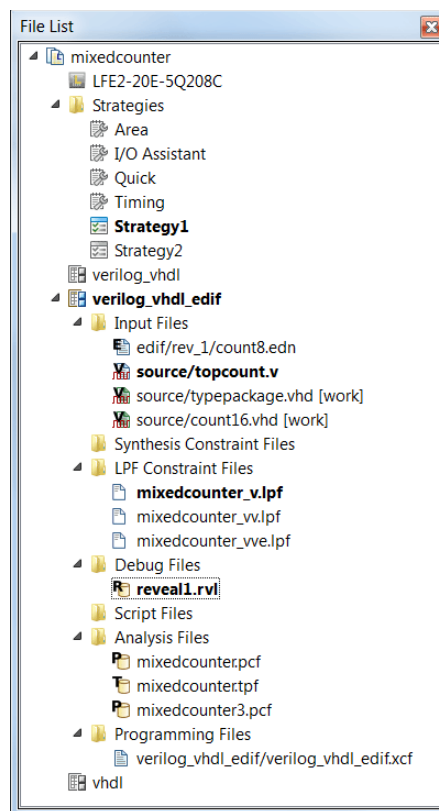 File List
mixedcounter
LFE2-20E-5Q208C
Strategies
Area
I/O Assistant
Quick
Timing
Strategy1
Strategy2
verilog_vhdl
verilog_vhdl_edif
Input Files
edif/rev_1/count8.edn
source/topcount.v
source/typepackage.vhd [work]
source/count16.vhd [work]
Synthesis Constraint Files
LPF Constraint Files
mixedcounter_v.lpf
mixedcounter_vv.lpf
mixedcounter_vve.lpf
Debug Files
reveal1.rvl
Script Files
Analysis Files
mixedcounter.pcf
mixedcounter.tpf
mixedcounter3.pcf
Programming Files
verilog_vhdl_edif/verilog_vhdl_edif.xcf
vhdl